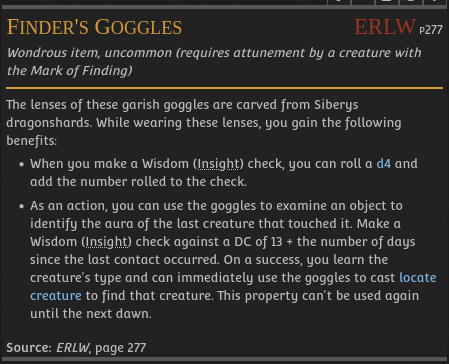 FINDER'S GOGGLES ERLW P277
Wondrous item, uncommon (requires attunement by a creature with
the Mark of Finding)
The lenses of these garish goggles are carved from Siberys
dragonshards. While wearing these lenses, you gain the following
benefits:
• When you make a Wisdom (Insight) check, you can roll a d4 and
add the number rolled to the check.
• As an action, you can use the goggles to examine an object to
identify the aura of the last creature that touched it. Make a
Wisdom (Insight) check against a DC of 13 + the number of days
since the last contact occurred. On a success, you learn the
creature's type and can immediately use the goggles to cast locate
creature to find that creature. This property can't be used again
until the next dawn.
Source: ERLW, page 277